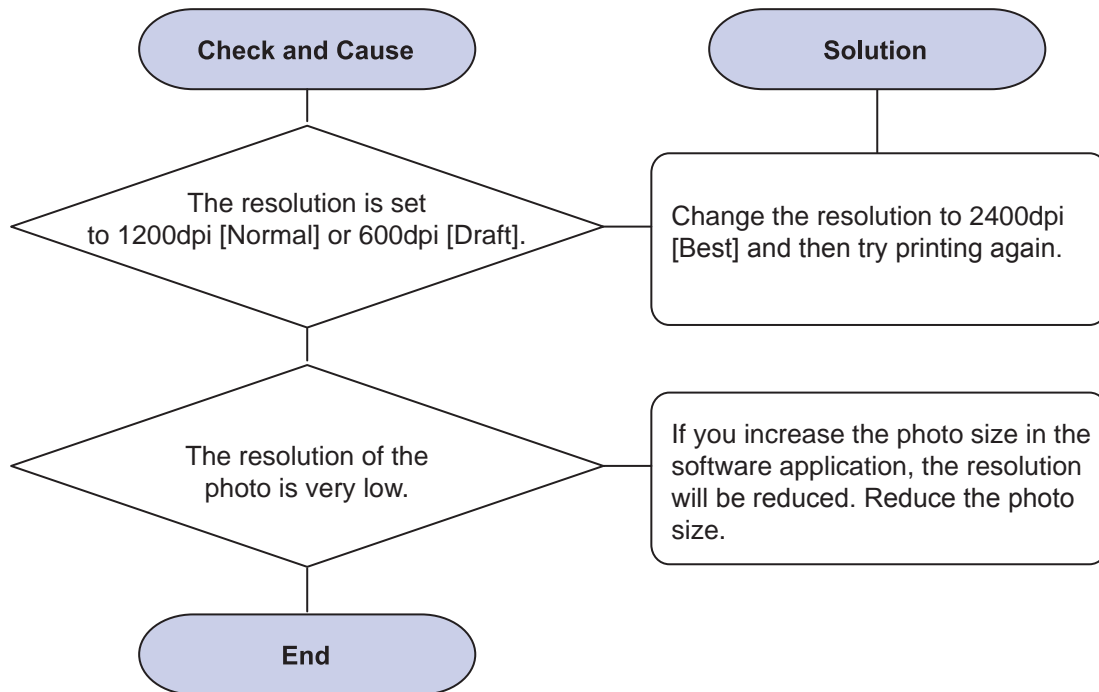 Check and Cause
Solution
The resolution is set
to 1200dpi [Normal] or 600dpi [Draft].
Change the resolution to 2400dpi
[Best] and then try printing again.
The resolution of the
photo is very low.
If you increase the photo size in the
software application, the resolution
will be reduced. Reduce the photo
size.
End